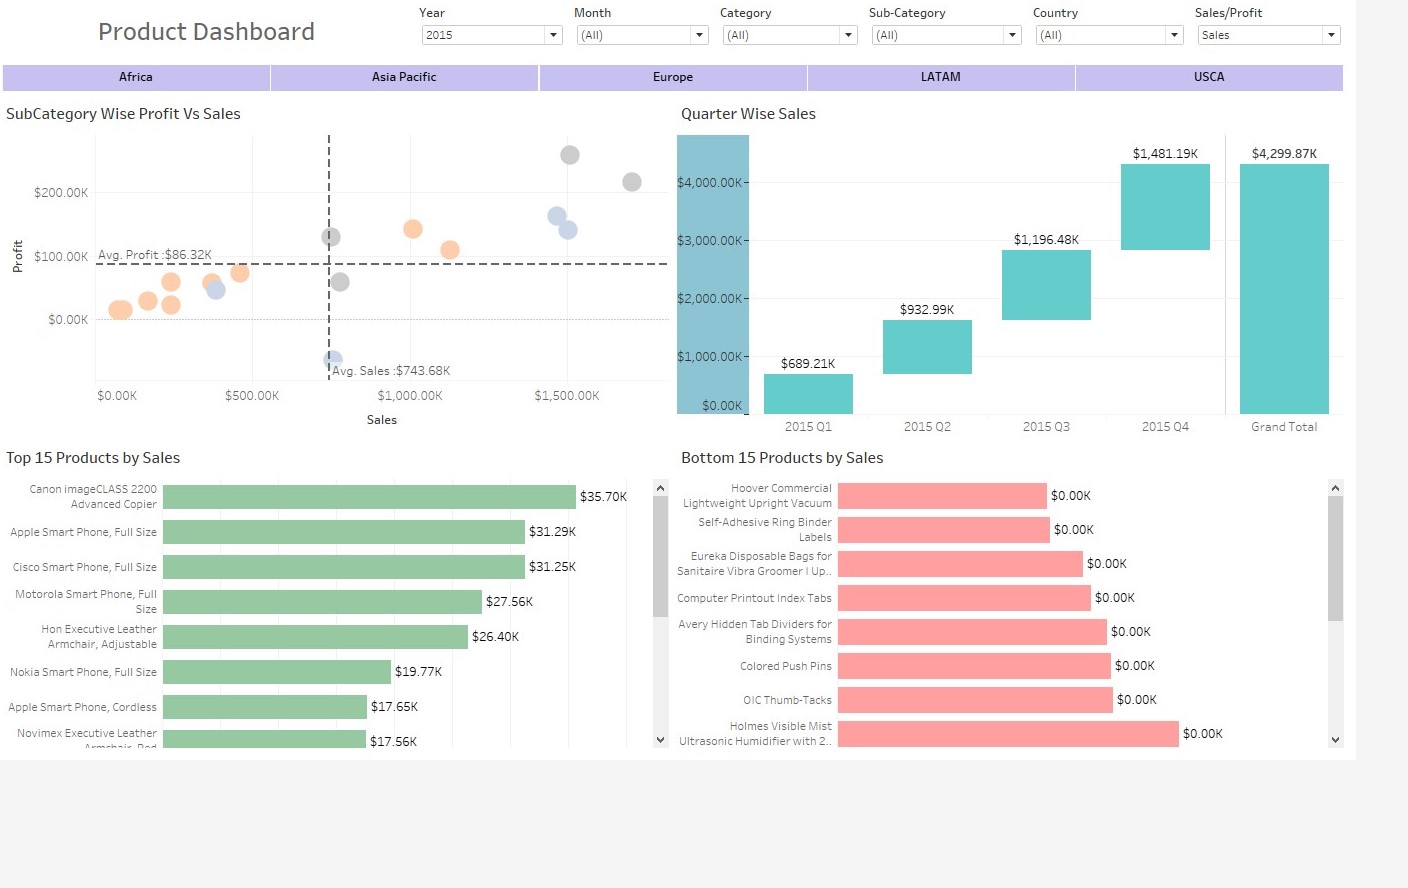 Product Dashboard
Year
Month
Category
Sub-Category
Country
Sales/Profit
2015
(All)
(All)
(All)
(All)
Sales
Africa
Asia Pacific
Europe
LATAM
USCA
SubCategory Wise Profit Vs Sales
$200.00K
$100.00K
$0.00K
Profit
Avg. Profit :$86.32K
Avg. Sales :$743.68K
$0.00K
$500.00K
$1,000.00K
$1,500.00K
Sales
Quarter Wise Sales
$4,000.00K
$3,000.00K
$2,000.00K
$1,000.00K
$0.00K
$689.21K
$932.99K
$1,196.48K
$1,481.19K
$4,299.87K
2015 Q1
2015 Q2
2015 Q3
2015 Q4
Grand Total
Top 15 Products by Sales
Canon imageCLASS 2200
Advanced Copier
$35.70K
Apple Smart Phone, Full Size
$31.29K
Cisco Smart Phone, Full Size
$31.25K
Motorola Smart Phone, Full
Size
$27.56K
Hon Executive Leather
Armchair, Adjustable
$26.40K
Nokia Smart Phone, Full Size
$19.77K
Apple Smart Phone, Cordless
$17.65K
Novimex Executive Leather
Armchair, Red
$17.56K
Bottom 15 Products by Sales
Hoover Commercial
Lightweight Upright Vacuum
$0.00K
Self-Adhesive Ring Binder
Labels
$0.00K
Eureka Disposable Bags for
Sanitaire Vibra Groomer I Up..
$0.00K
Computer Printout Index Tabs
$0.00K
Avery Hidden Tab Dividers for
Binding Systems
$0.00K
Colored Push Pins
$0.00K
OIC Thumb-Tacks
$0.00K
Holmes Visible Mist
Ultrasonic Humidifier with 2..
$0.00K